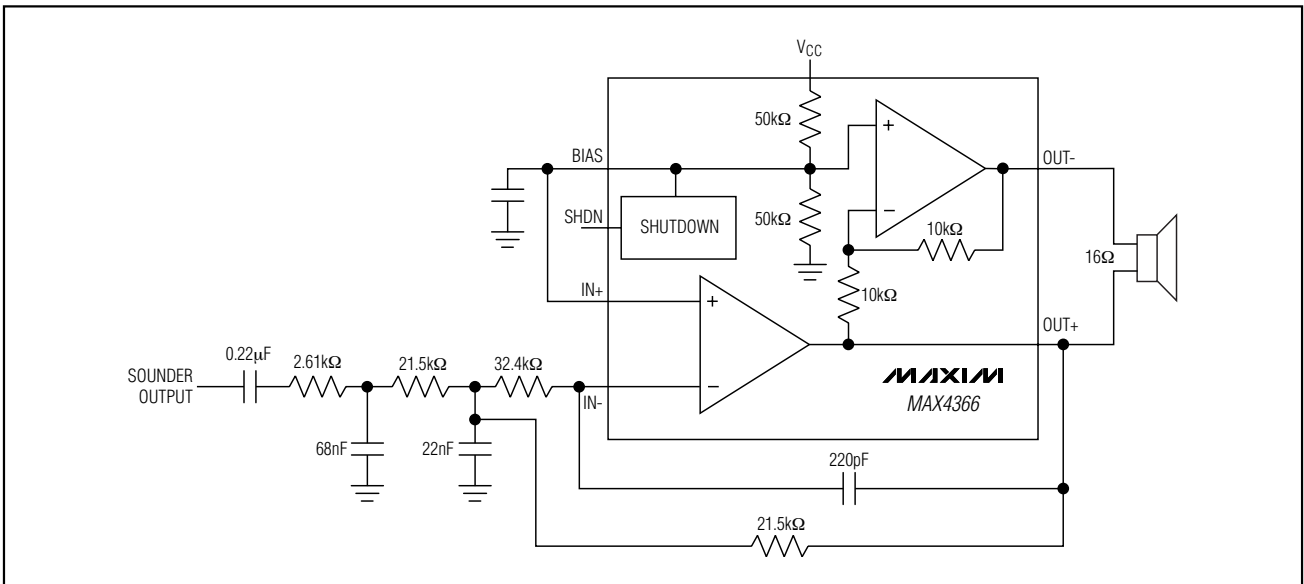 VCC
50kΩ
+
BIAS
OUT-
50kΩ
−
SHDN
SHUTDOWN
10kΩ
16Ω
IN+
+
10kΩ
OUT+
0.22μF
2.61kΩ
21.5kΩ
32.4kΩ
SOUNDER
OUTPUT
−
IN-
MAXIM
MAX4366
68nF
22nF
220pF
21.5kΩ